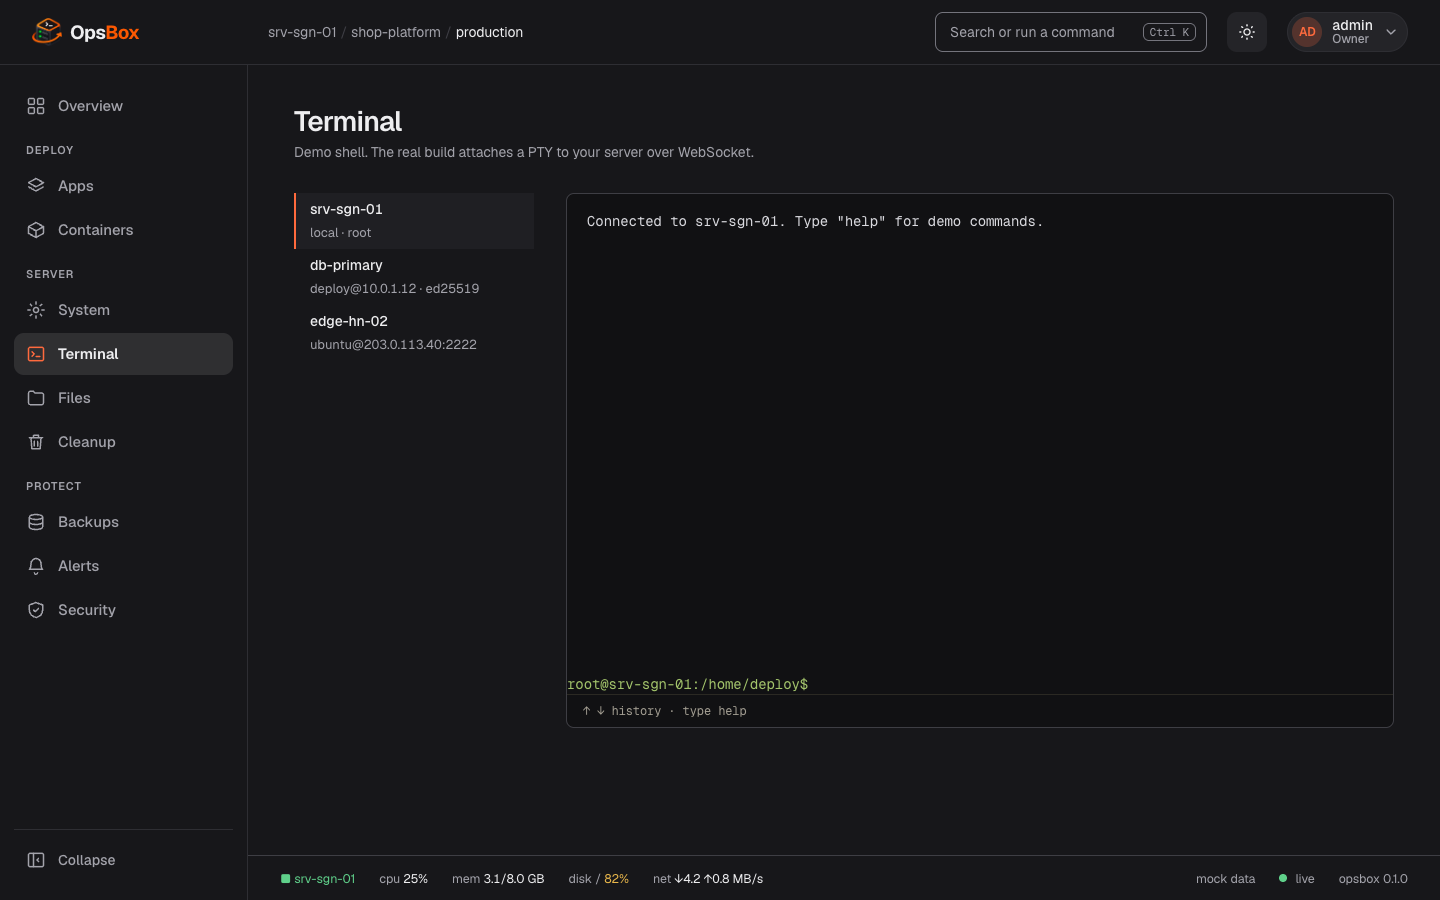 OpsBox
srv-sgn-01 / shop-platform / production
Search or run a command Ctrl K
AD
admin
Owner
Overview
DEPLOY
Apps
Containers
SERVER
System
Terminal
Files
Cleanup
PROTECT
Backups
Alerts
Security
Collapse
Terminal
Demo shell. The real build attaches a PTY to your server over WebSocket.
srv-sgn-01
local · root
db-primary
deploy@10.0.1.12 · ed25519
edge-hn-02
ubuntu@203.0.113.40:2222
Connected to srv-sgn-01. Type "help" for demo commands.
root@srv-sgn-01:/home/deploy$
↑ ↓ history · type help
srv-sgn-01 cpu 25% mem 3.1/8.0 GB disk / 82% net ↓4.2 ↑0.8 MB/s mock data live opsbox 0.1.0